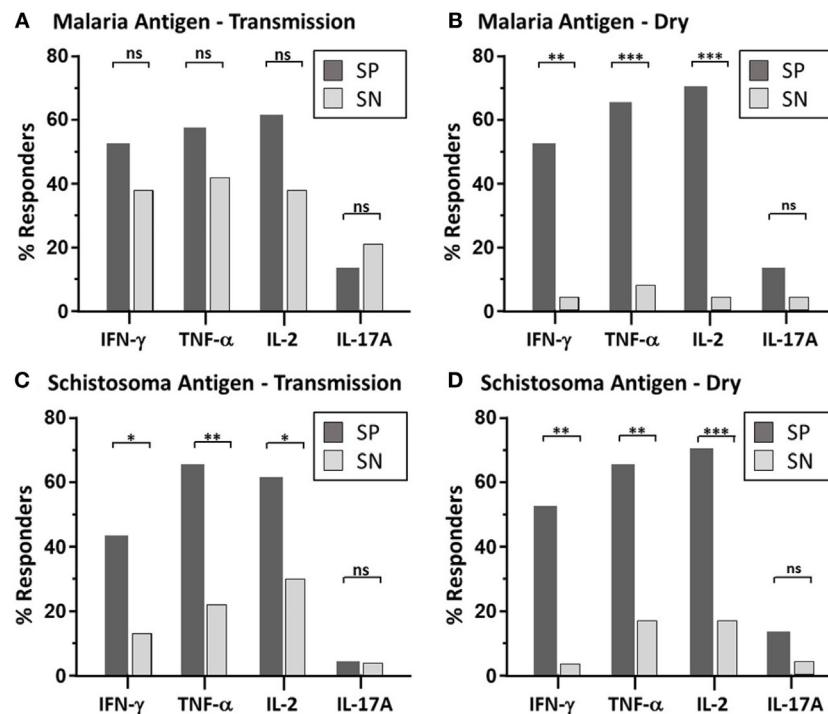 A Malaria Antigen - Transmission
80
60
40
20
0
% Responders
ns
ns
ns
ns
SP
SN
IFN-γ TNF-α IL-2 IL-17A
B Malaria Antigen - Dry
80
60
40
20
0
% Responders
**
***
***
ns
SP
SN
IFN-γ TNF-α IL-2 IL-17A
C Schistosoma Antigen - Transmission
80
60
40
20
0
% Responders
*
**
*
ns
SP
SN
IFN-γ TNF-α IL-2 IL-17A
D Schistosoma Antigen - Dry
80
60
40
20
0
% Responders
**
**
***
ns
SP
SN
IFN-γ TNF-α IL-2 IL-17A